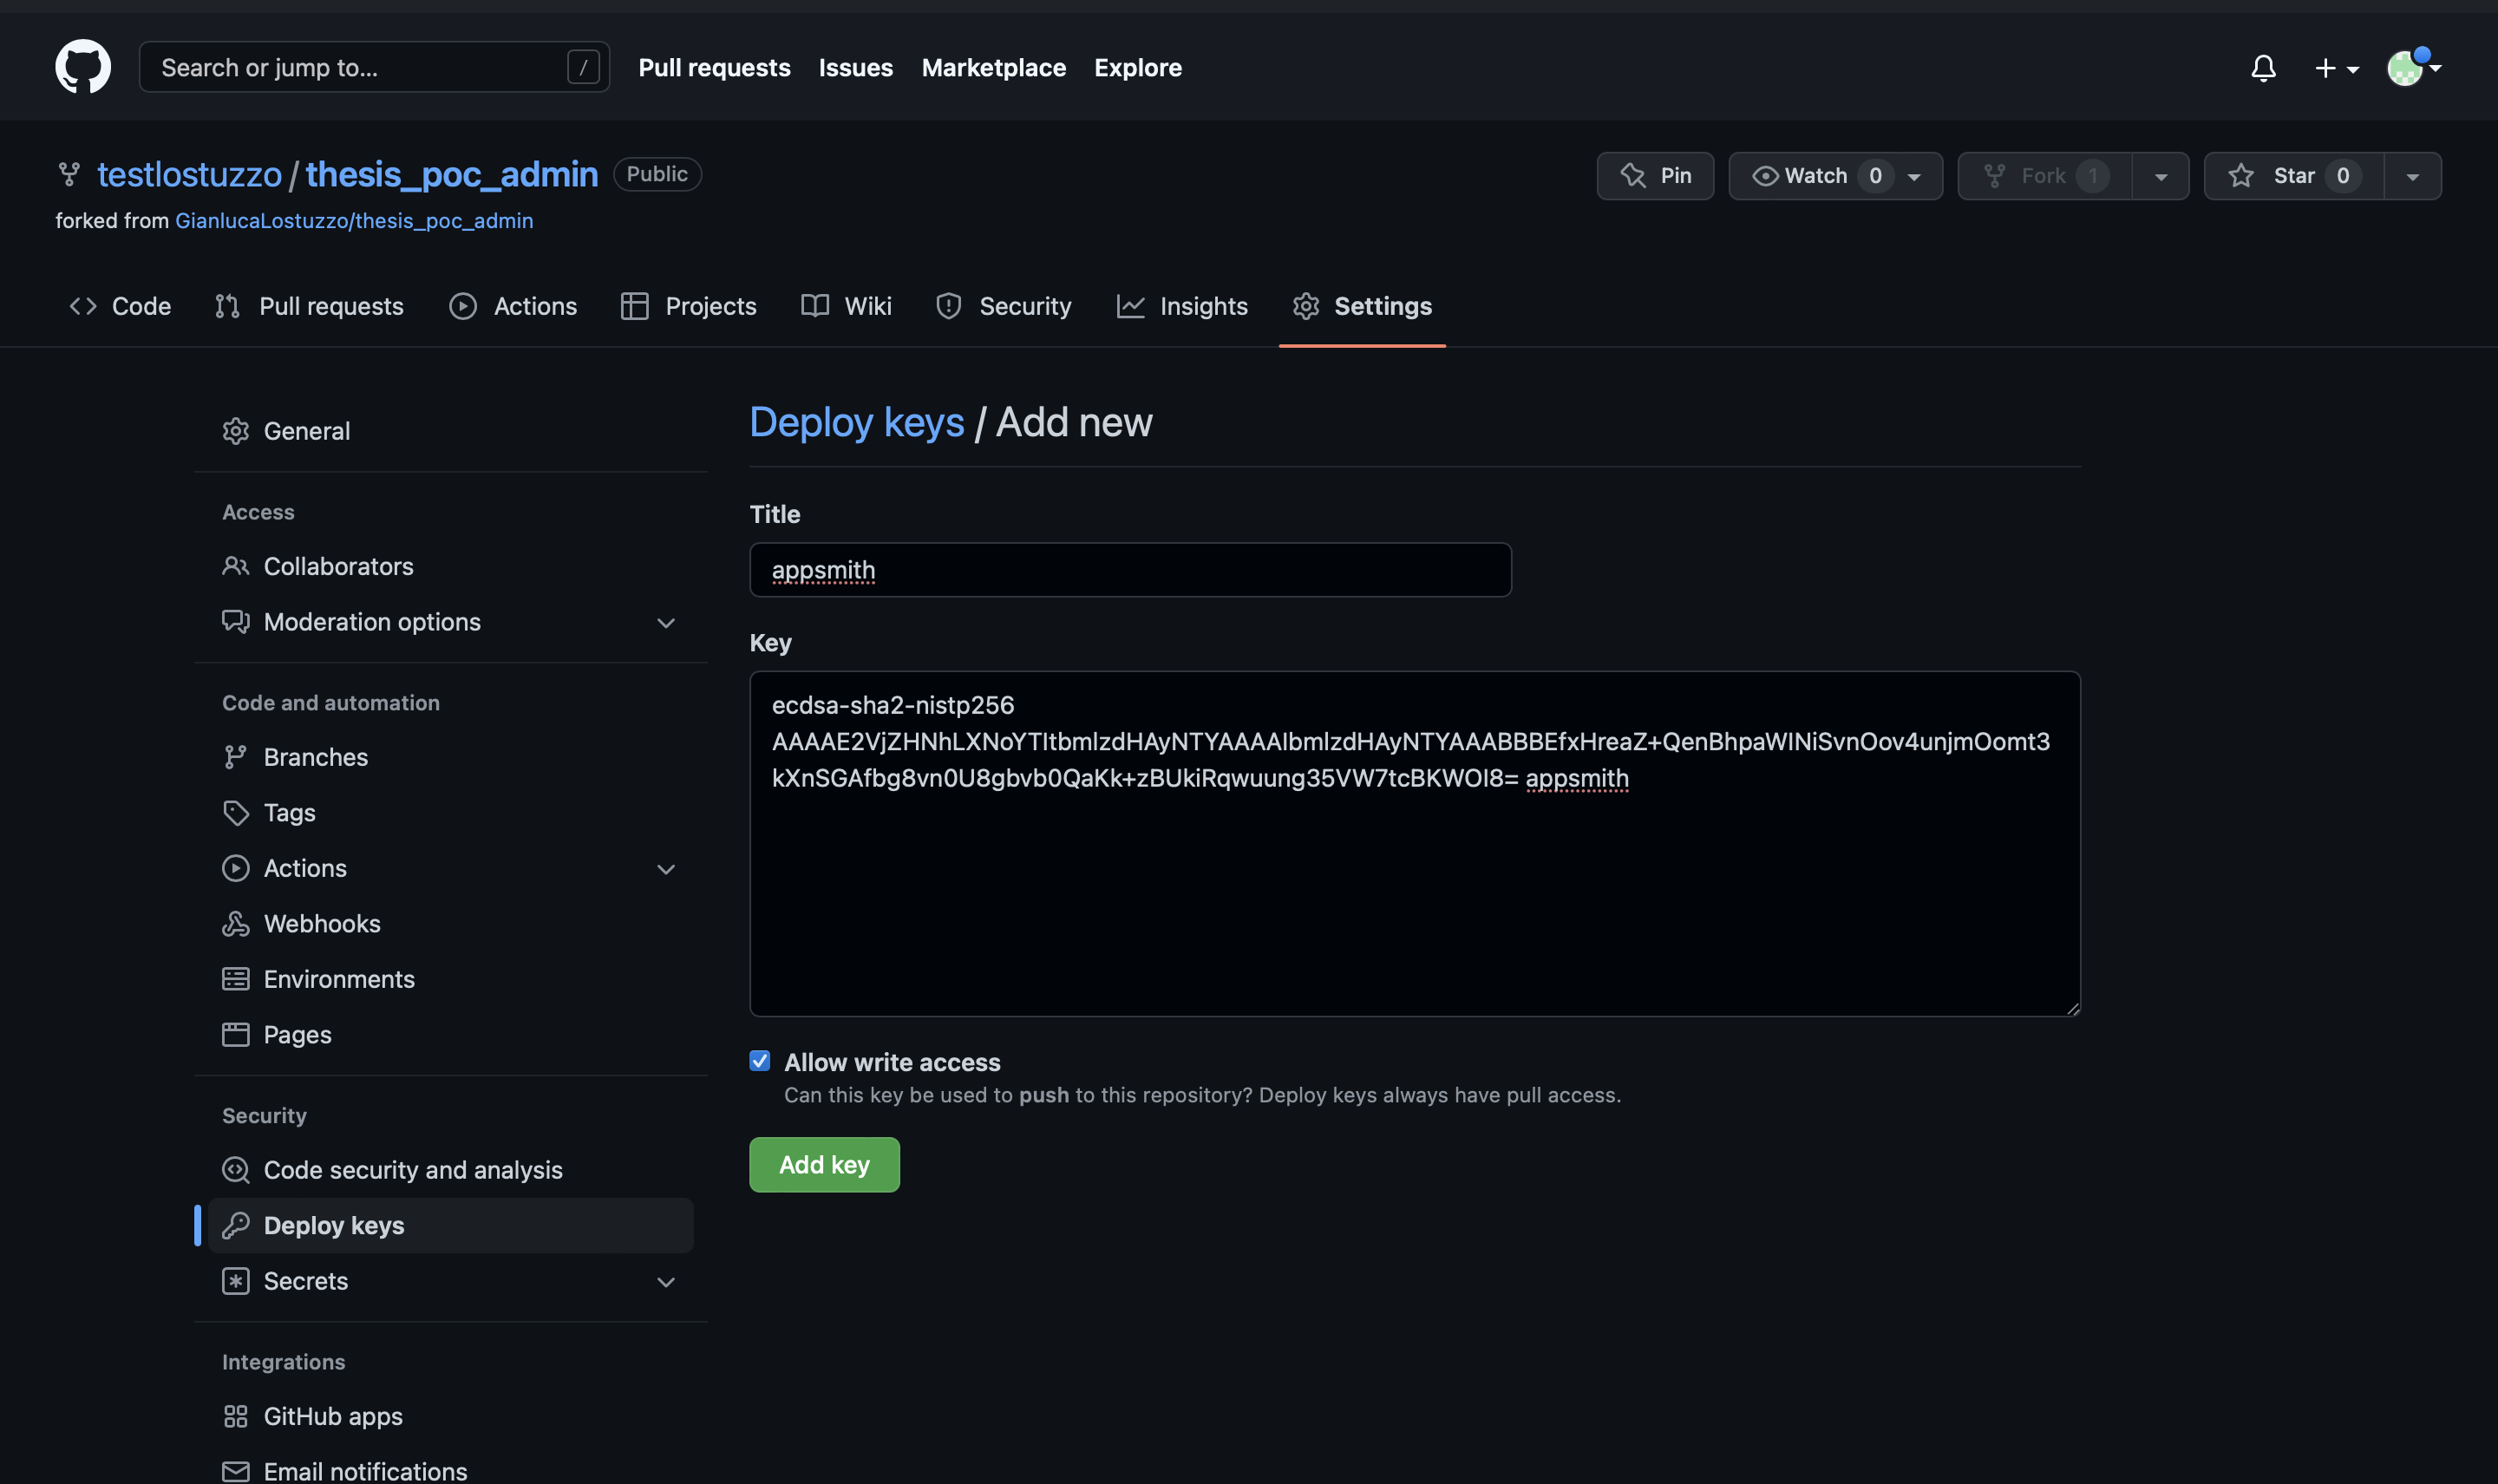 Search or jump to... /
Pull requests Issues Marketplace Explore
testlostuzzo / thesis_poc_admin Public
Pin Watch 0 Fork 1 Star 0
forked from GianlucaLostuzzo/thesis_poc_admin
Code Pull requests Actions Projects Wiki Security Insights Settings
General
Access
Collaborators
Moderation options
Code and automation
Branches
Tags
Actions
Webhooks
Environments
Pages
Security
Code security and analysis
Deploy keys
Secrets
Integrations
GitHub apps
Email notifications
Deploy keys / Add new
Title
appsmith
Key
ecdsa-sha2-nistp256
AAAAE2VjZHNhLXNoYTItbmlzdHAyNTYAAAAIbmlzdHAyNTYAAABBBEfxHreaZ+QenBhpaWINiSvnOov4unjmOomt3
kXnSGAfbg8vn0U8gbvb0QaKk+zBUkiRqwuung35VW7tcBKWOI8= appsmith
Allow write access
Can this key be used to push to this repository? Deploy keys always have pull access.
Add key